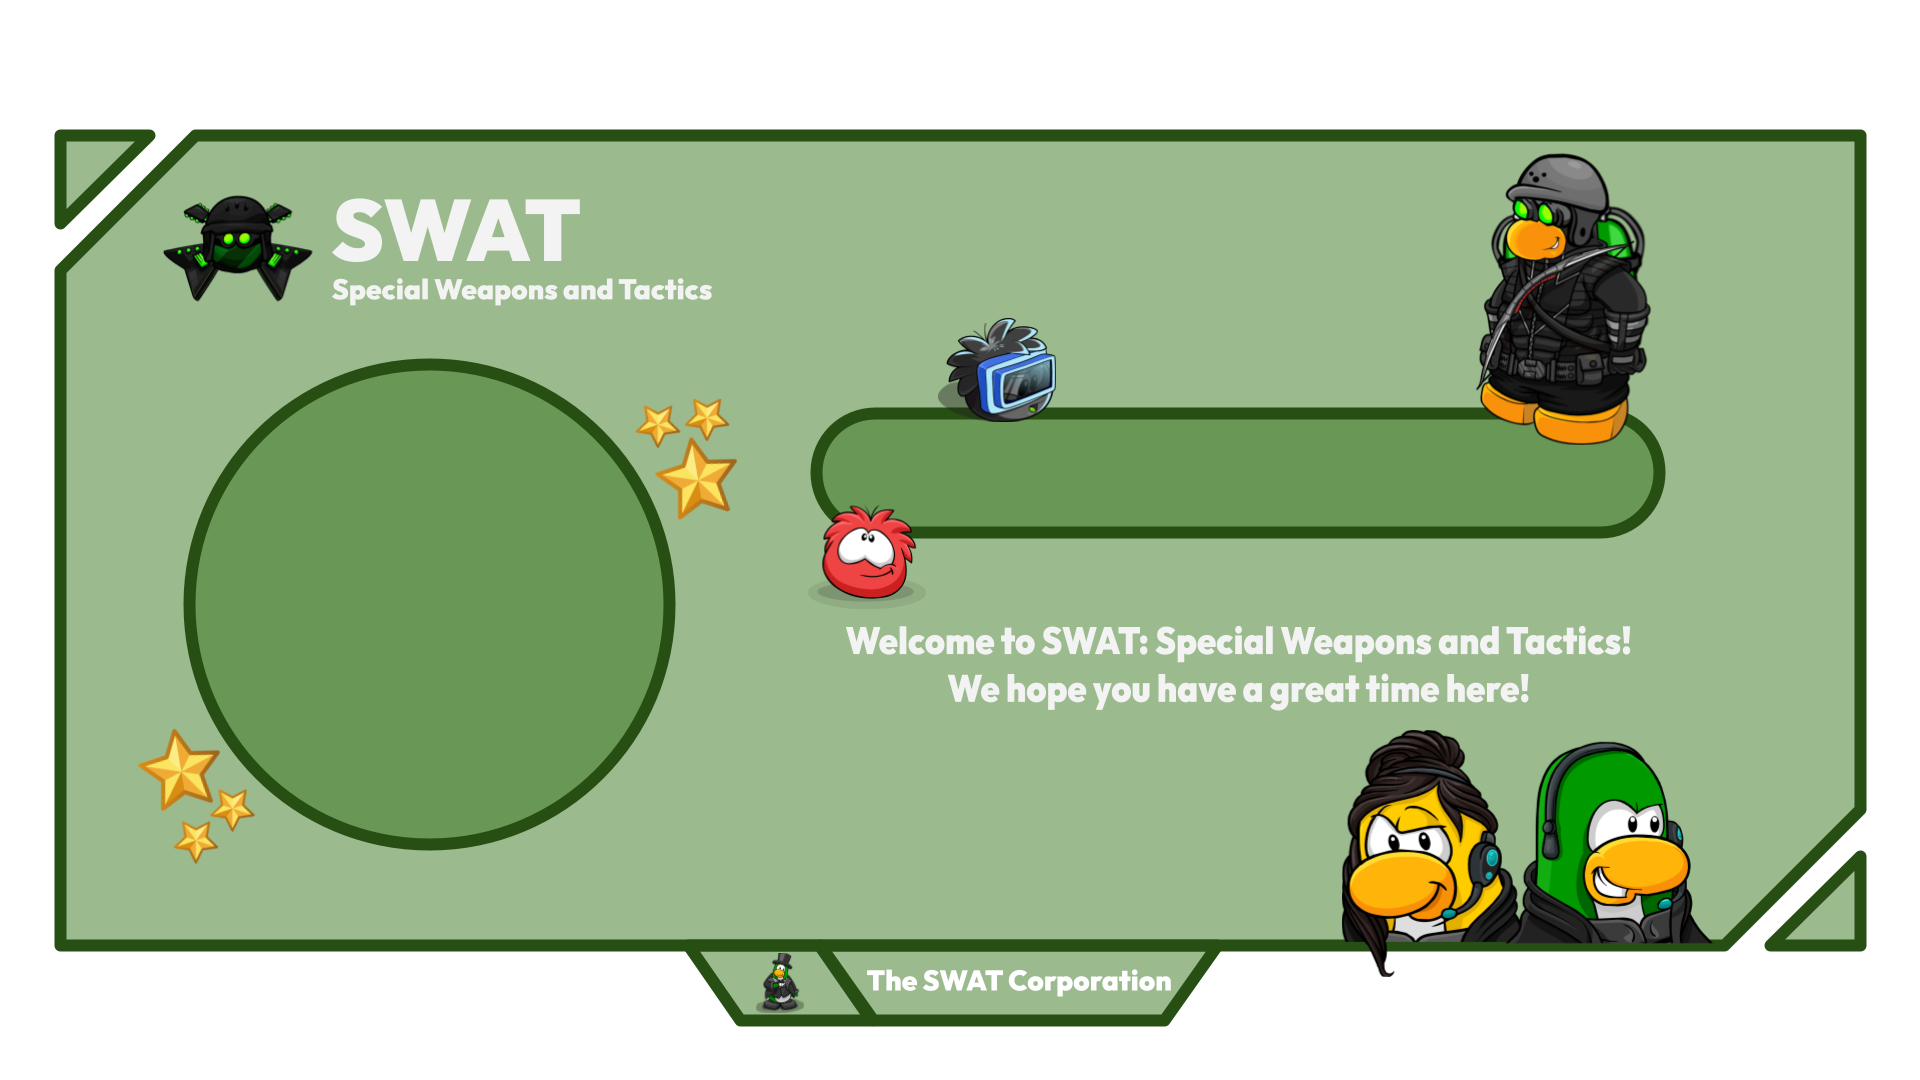 SWAT
Special Weapons and Tactics
Welcome to SWAT: Special Weapons and Tactics!
We hope you have a great time here!
The SWAT Corporation